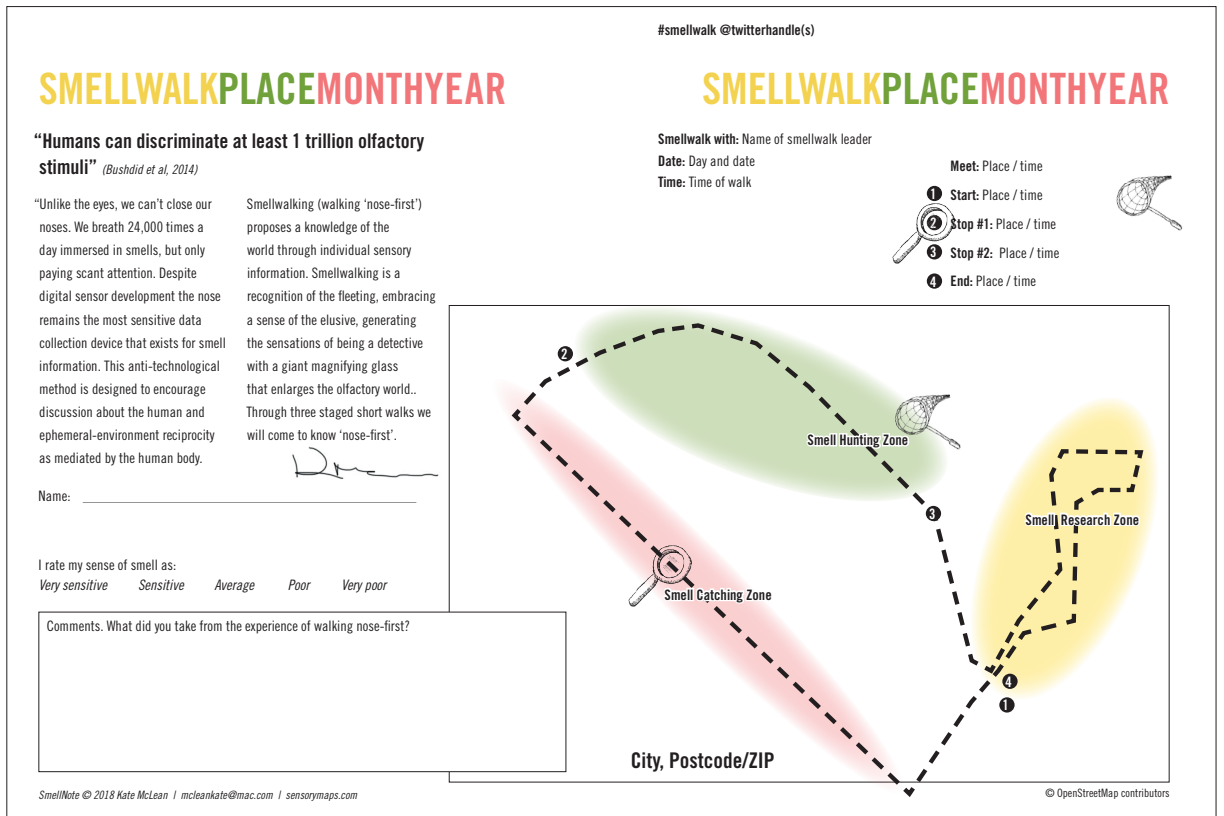 #smellwalk @twitterhandle(s)
SMELLWALKPLACEMONTHYEAR
“Humans can discriminate at least 1 trillion olfactory
stimuli” (Bushdid et al, 2014)
“Unlike the eyes, we can’t close our
noses. We breath 24,000 times a
day immersed in smells, but only
paying scant attention. Despite
digital sensor development the nose
remains the most sensitive data
collection device that exists for smell
information. This anti-technological
method is designed to encourage
discussion about the human and
ephemeral-environment reciprocity
as mediated by the human body.
Smellwalking (walking ‘nose-first’)
proposes a knowledge of the
world through individual sensory
information. Smellwalking is a
recognition of the fleeting, embracing
a sense of the elusive, generating
the sensations of being a detective
with a giant magnifying glass
that enlarges the olfactory world..
Through three staged short walks we
will come to know ‘nose-first’.
Name:
I rate my sense of smell as:
Very sensitive Sensitive Average Poor Very poor
Comments. What did you take from the experience of walking nose-first?
SmellNote © 2018 Kate McLean | mcleankate@mac.com | sensorymaps.com
SMELLWALKPLACEMONTHYEAR
Smellwalk with: Name of smellwalk leader
Date: Day and date
Time: Time of walk
Meet: Place / time
1 Start: Place / time
2 Stop #1: Place / time
3 Stop #2: Place / time
4 End: Place / time
2
Smell Hunting Zone
3
Smell Research Zone
Smell Catching Zone
4
1
City, Postcode/ZIP
© OpenStreetMap contributors